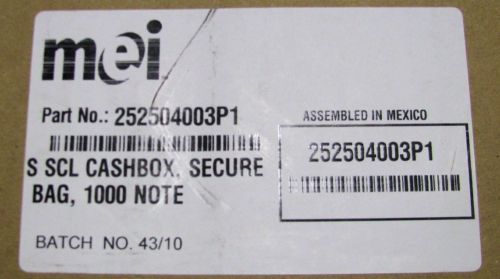 mei
Part No.: 252504003P1
S SCL CASHBOX, SECURE
BAG, 1000 NOTE
BATCH NO. 43/10
ASSEMBLED IN MEXICO
252504003P1